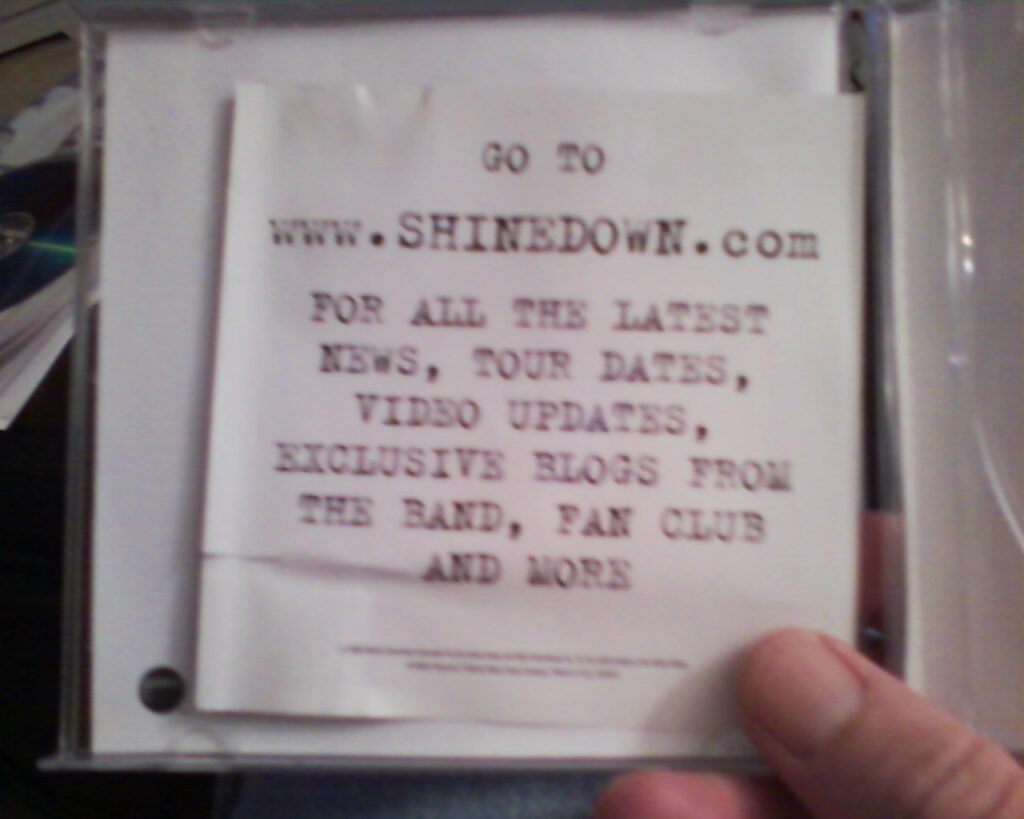 GO TO
www.SHINEDOWN.com
FOR ALL THE LATEST
NEWS, TOUR DATES,
VIDEO UPDATES,
EXCLUSIVE BLOGS FROM
THE BAND, FAN CLUB
AND MORE